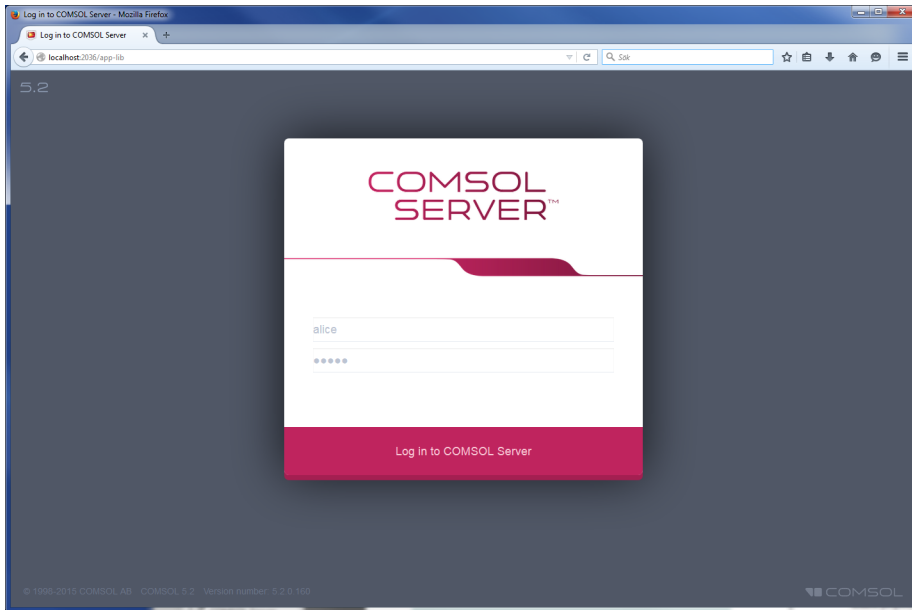 Log in to COMSOL Server - Mozilla Firefox
Log in to COMSOL Server
localhost:2036/app-lib
Sök
5.2
COMSOL
SERVER™
alice
●●●●●
Log in to COMSOL Server
© 1998-2015 COMSOL AB COMSOL 5.2 Version number: 5.2.0.160
COMSOL